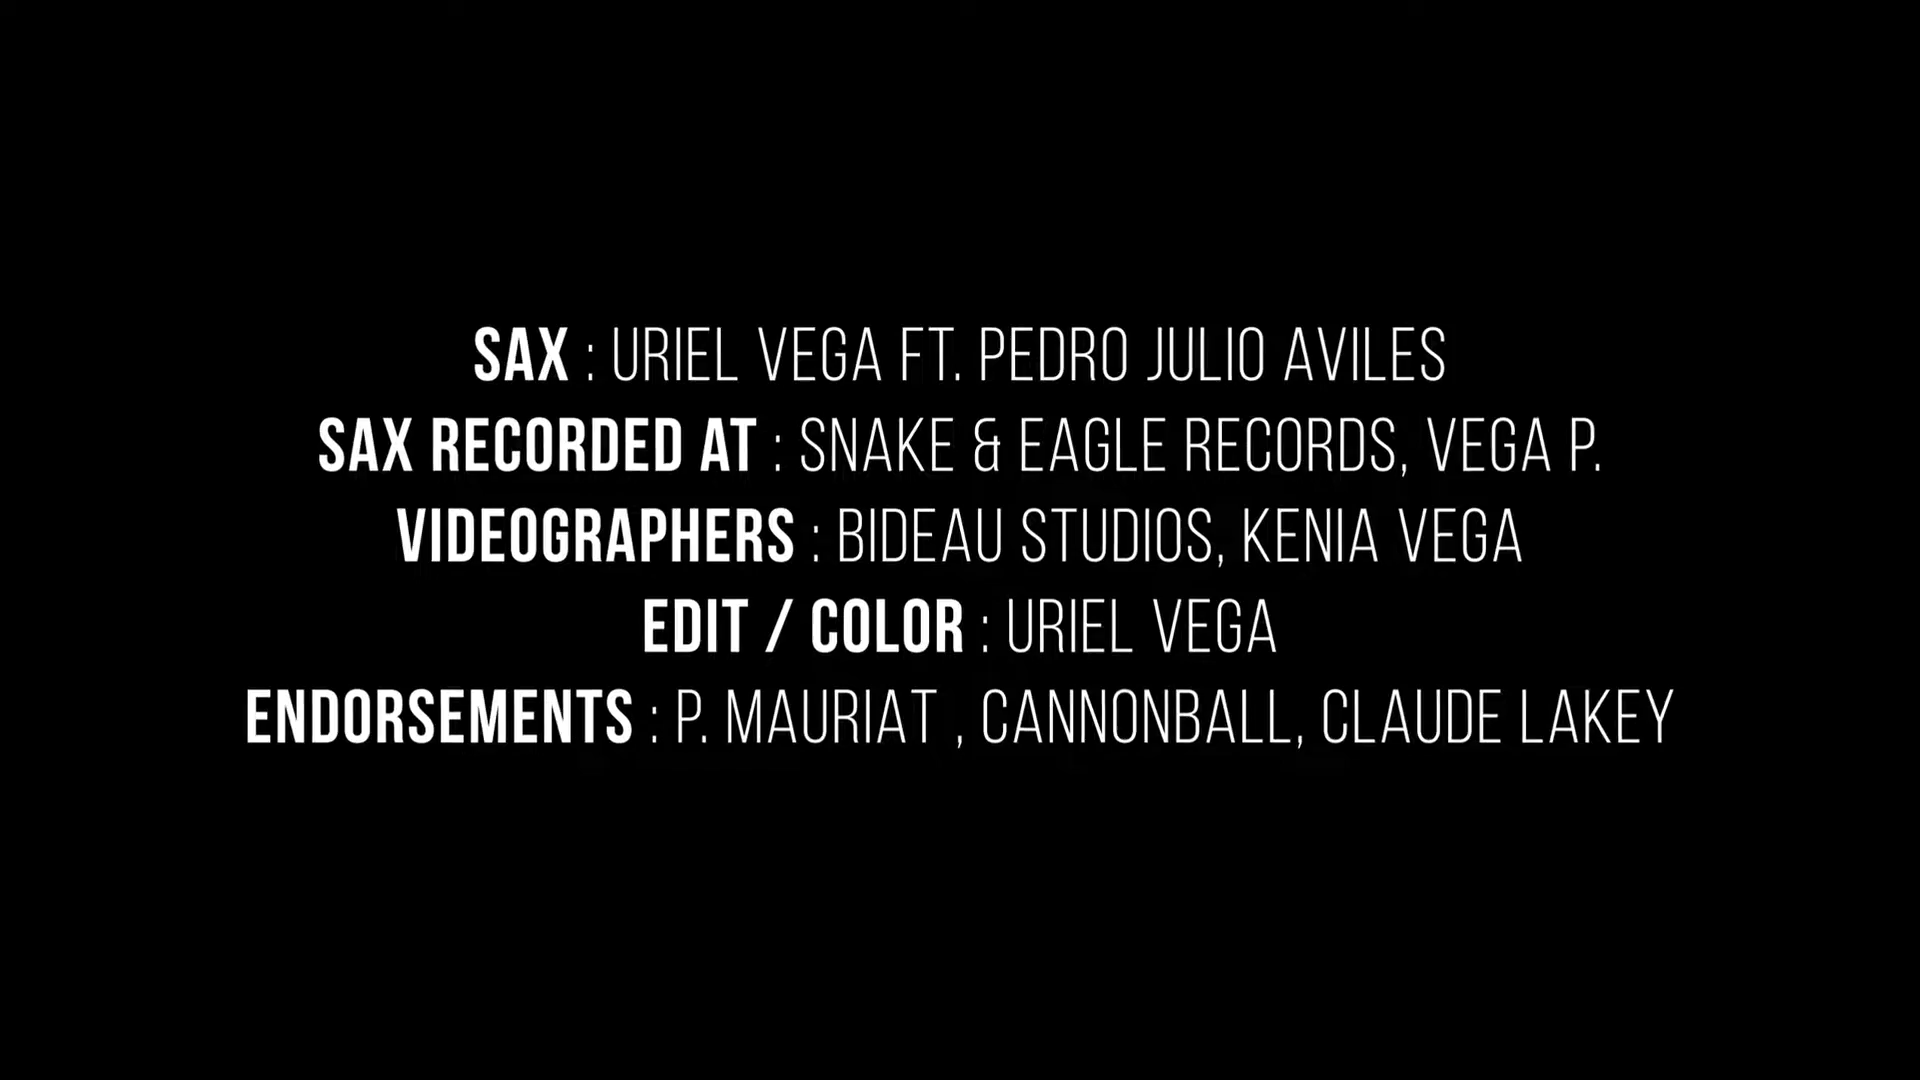 SAX : URIEL VEGA FT. PEDRO JULIO AVILES
SAX RECORDED AT : SNAKE & EAGLE RECORDS, VEGA P.
VIDEOGRAPHERS : BIDEAU STUDIOS, KENIA VEGA
EDIT / COLOR : URIEL VEGA
ENDORSEMENTS : P. MAURIAT , CANNONBALL, CLAUDE LAKEY